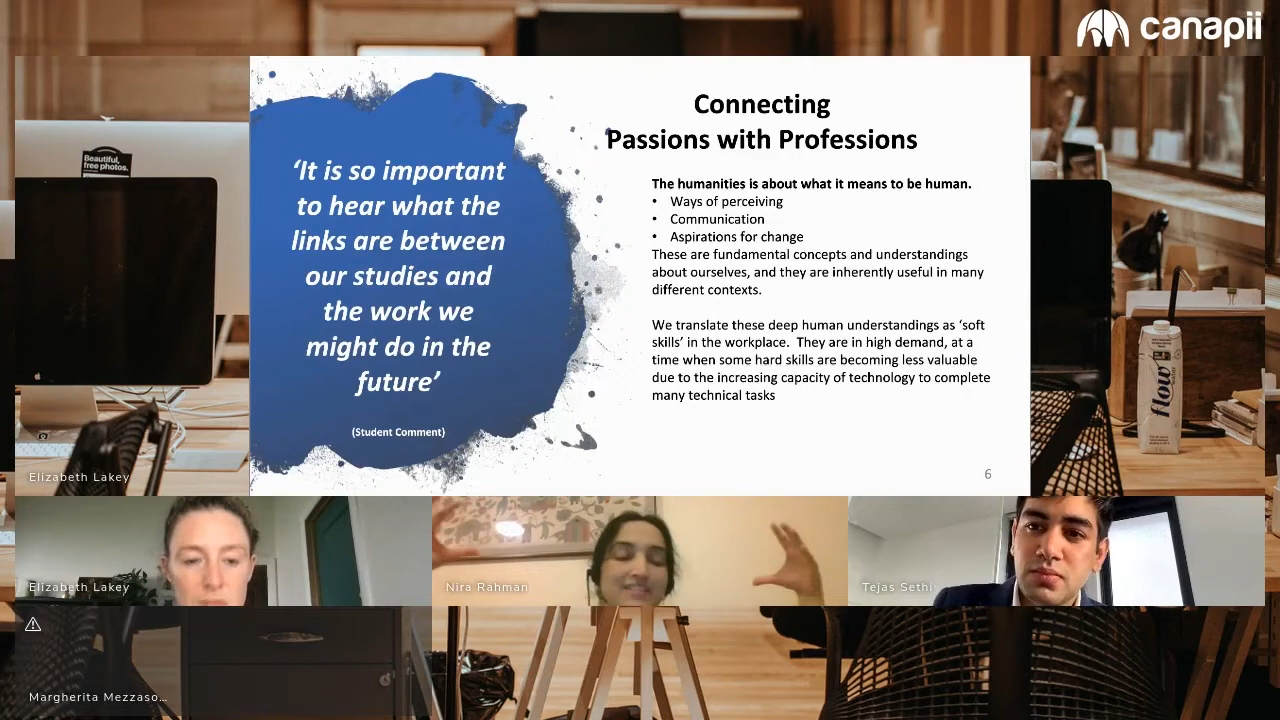 canapii
Beautiful,
free photos.
Connecting
Passions with Professions
‘It is so important
to hear what the
links are between
our studies and
the work we
might do in the
future’
(Student Comment)
The humanities is about what it means to be human.
• Ways of perceiving
• Communication
• Aspirations for change
These are fundamental concepts and understandings
about ourselves, and they are inherently useful in many
different contexts.
We translate these deep human understandings as ‘soft
skills’ in the workplace. They are in high demand, at a
time when some hard skills are becoming less valuable
due to the increasing capacity of technology to complete
many technical tasks
6
flow
Elizabeth Lakey
Elizabeth Lakey
Nira Rahman
Tejas Sethi
Margherita Mezzaso...